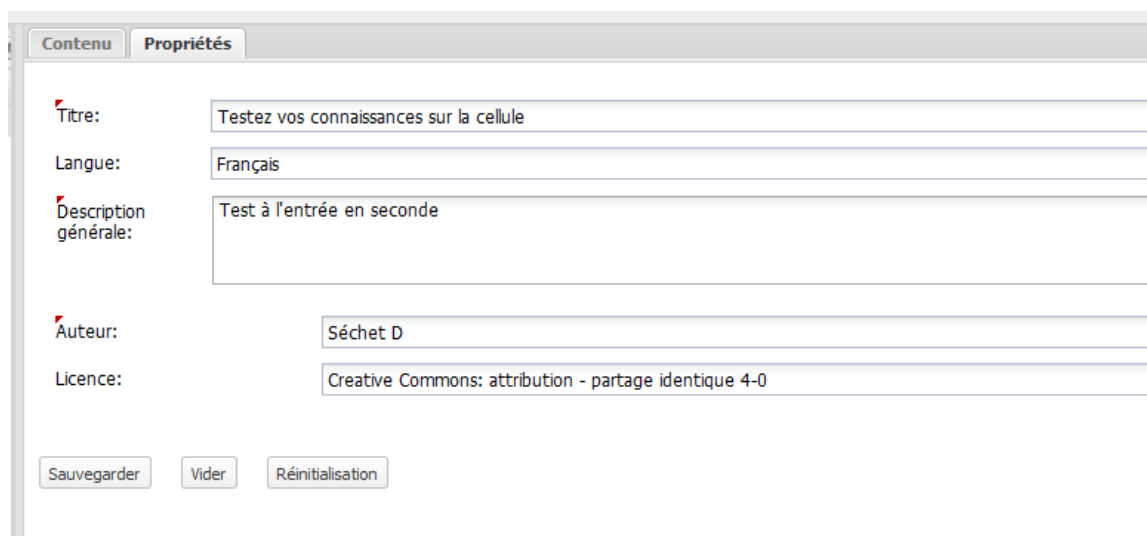 Contenu Propriétés
Titre: Testez vos connaissances sur la cellule
Langue: Français
Description générale: Test à l'entrée en seconde
Auteur: Séchet D
Licence: Creative Commons: attribution - partage identique 4-0
Sauvegarder Vider Réinitialisation